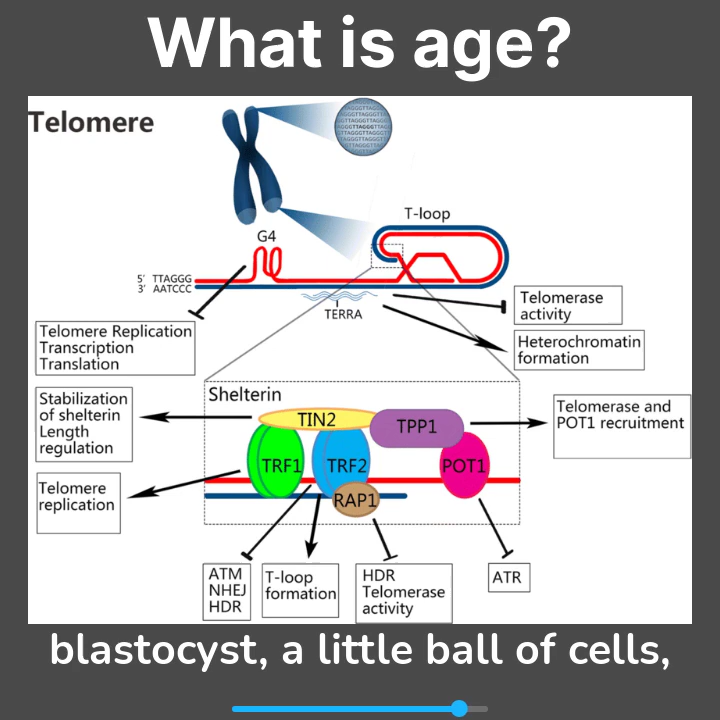 What is age?
Telomere
T-loop
G4
5' TTAGGG
3' AATCCC
TERRA
Telomerase
activity
Heterochromatin
formation
Telomere Replication
Transcription
Translation
Shelterin
Stabilization
of shelterin
Length
regulation
TIN2
TPP1
Telomerase and
POT1 recruitment
TRF1
TRF2
POT1
RAP1
Telomere
replication
ATM
NHEJ
HDR
T-loop
formation
HDR
Telomerase
activity
ATR
blastocyst, a little ball of cells,